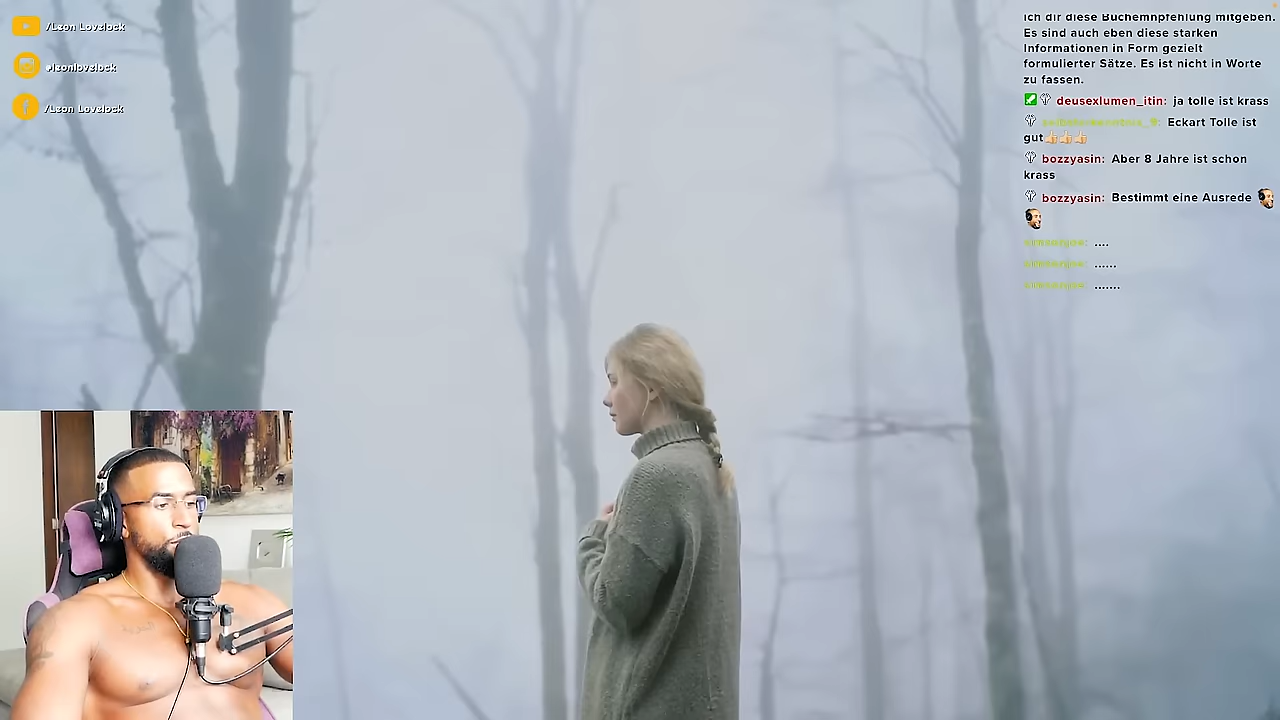 /Leon Lovelock
@leonlovelock
/Leon Lovelock
ich dir diese Buchempfehlung mitgeben.
Es sind auch eben diese starken
Informationen in Form gezielt
formulierter Sätze. Es ist nicht in Worte
zu fassen.
deusexlumen_itin: ja tolle ist krass
Eckart Tolle ist
gut👍🏼👍🏼👍🏼
bozzyasin: Aber 8 Jahre ist schon
krass
bozzyasin: Bestimmt eine Ausrede
....
......
.......